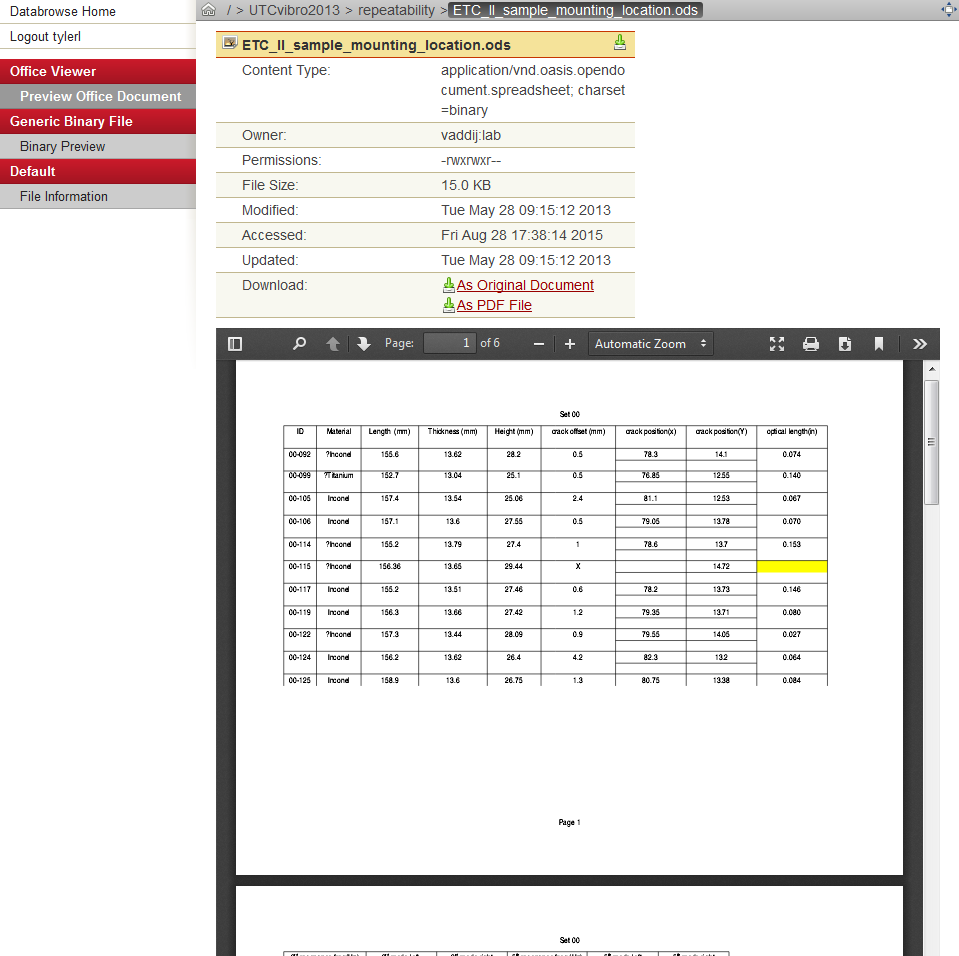 Databrowse Home
Logout tylerl
Office Viewer
Preview Office Document
Generic Binary File
Binary Preview
Default
File Information
/ > UTCvibro2013 > repeatability > ETC_II_sample_mounting_location.ods
ETC_II_sample_mounting_location.ods
Content Type: application/vnd.oasis.opendo
cument.spreadsheet; charset
=binary
Owner: vaddij:lab
Permissions: -rwxrwxr--
File Size: 15.0 KB
Modified: Tue May 28 09:15:12 2013
Accessed: Fri Aug 28 17:38:14 2015
Updated: Tue May 28 09:15:12 2013
Download: As Original Document
As PDF File
Page: 1 of 6 Automatic Zoom
Set 00
ID Material Length (mm) Thickness (mm) Height (mm) crack offset (mm) crack position(x) crack position(Y) optical length(in)
00-092 ?Inconel 155.6 13.62 28.2 0.5 78.3 14.1 0.074
00-099 ?Titanium 152.7 13.04 25.1 0.5 76.85 12.55 0.140
00-105 Inconel 157.4 13.54 25.06 2.4 81.1 12.53 0.067
00-106 Inconel 157.1 13.6 27.55 0.5 79.05 13.78 0.070
00-114 ?Inconel 155.2 13.79 27.4 1 78.6 13.7 0.153
00-115 ?Inconel 156.36 13.65 29.44 X 14.72
00-117 Inconel 155.2 13.51 27.46 0.6 78.2 13.73 0.146
00-119 Inconel 156.3 13.66 27.42 1.2 79.35 13.71 0.080
00-122 ?Inconel 157.3 13.44 28.09 0.9 79.55 14.05 0.027
00-124 Inconel 156.2 13.62 26.4 4.2 82.3 13.2 0.064
00-125 Inconel 158.9 13.6 26.75 1.3 80.75 13.38 0.084
Page 1
Set 00